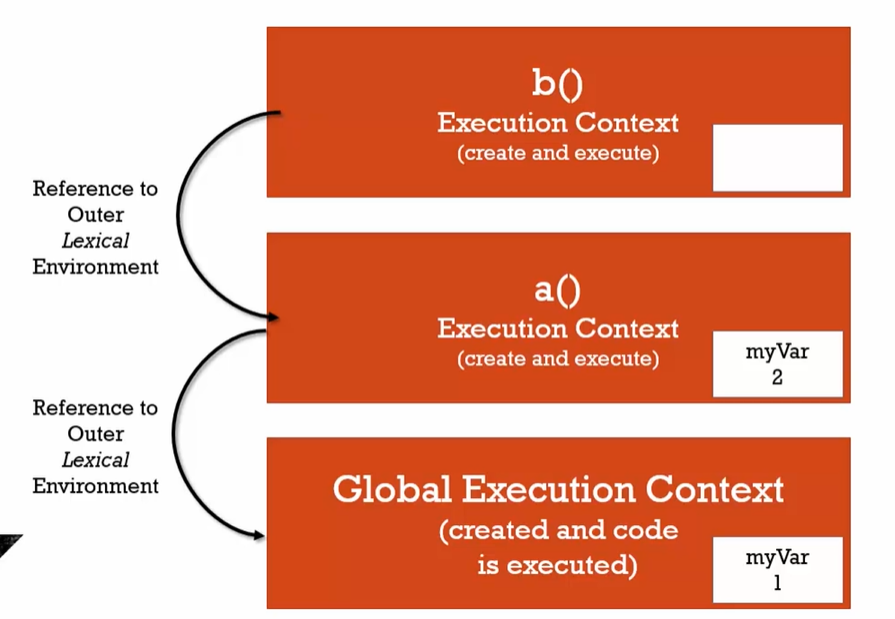 b()
Execution Context
(create and execute)
Reference to
Outer
Lexical
Environment
a()
Execution Context
(create and execute)
myVar
2
Reference to
Outer
Lexical
Environment
Global Execution Context
(created and code
is executed)
myVar
1